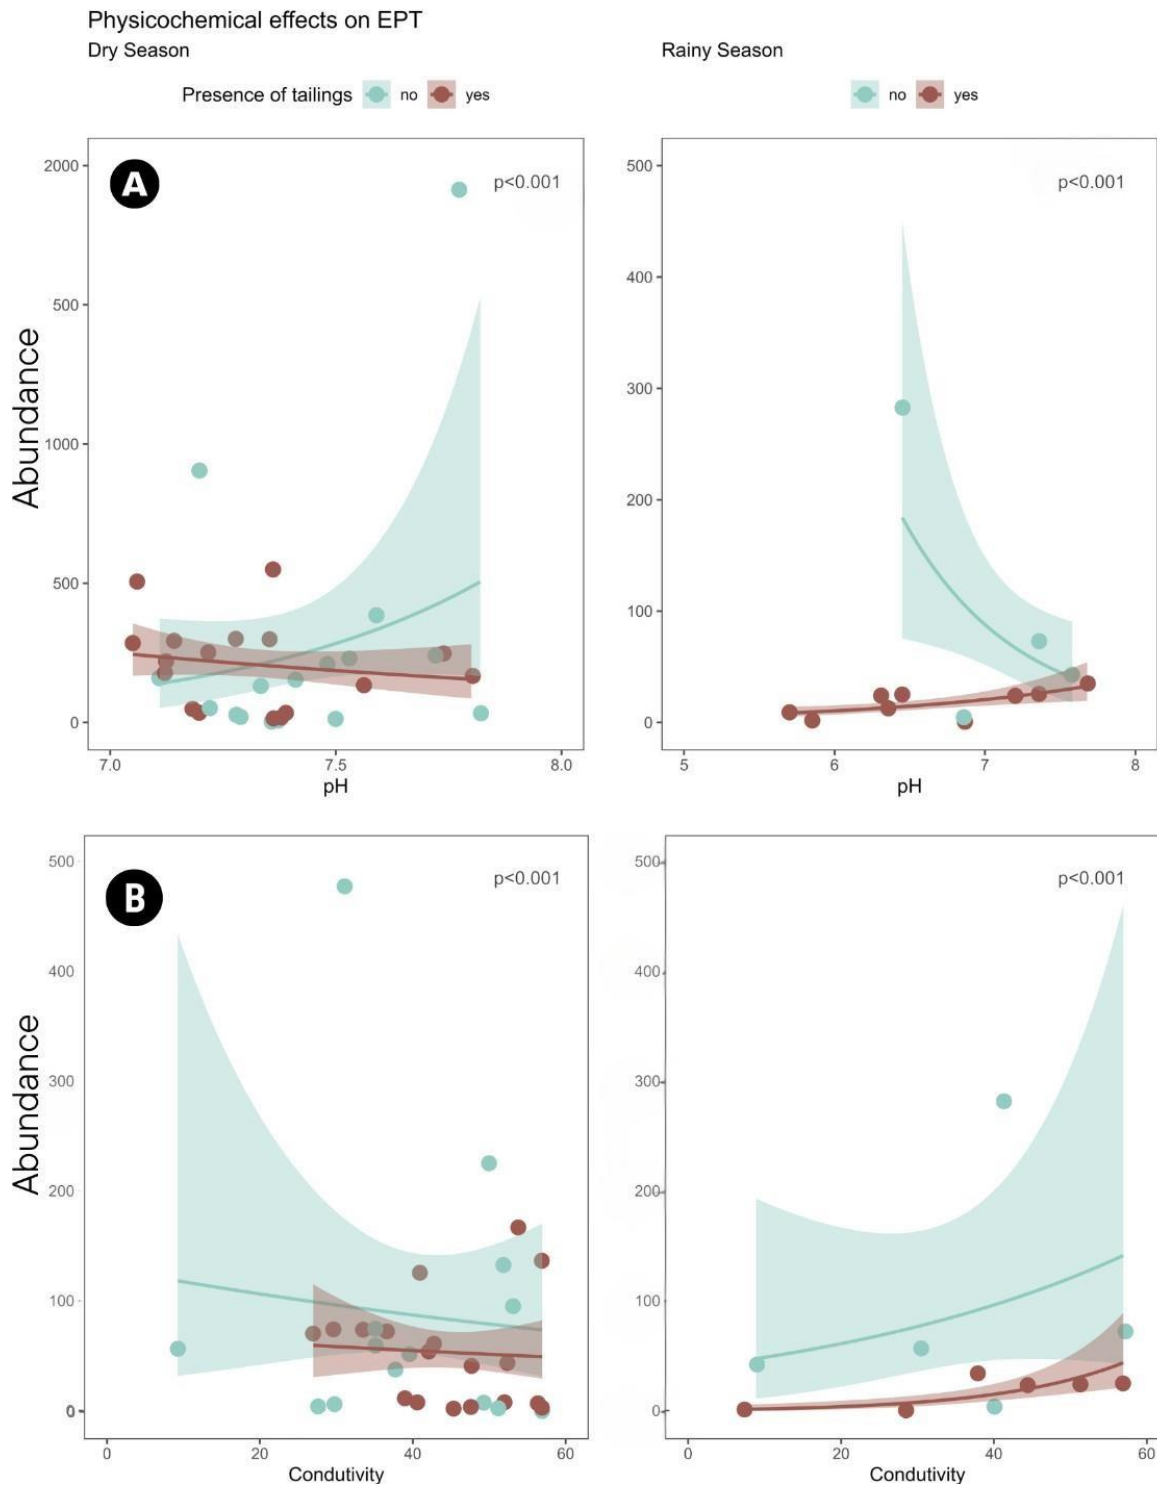 Physicochemical effects on EPT
Dry Season
Rainy Season
Presence of tailings no yes
no yes
A
p<0.001
2000
500
1000
500
0
7.0 7.5 8.0
pH
Abundance
p<0.001
500
400
300
200
100
0
5 6 7 8
pH
B
p<0.001
500
400
300
200
100
0
0 20 40 60
Condutivity
Abundance
p<0.001
500
400
300
200
100
0
0 20 40 60
Condutivity